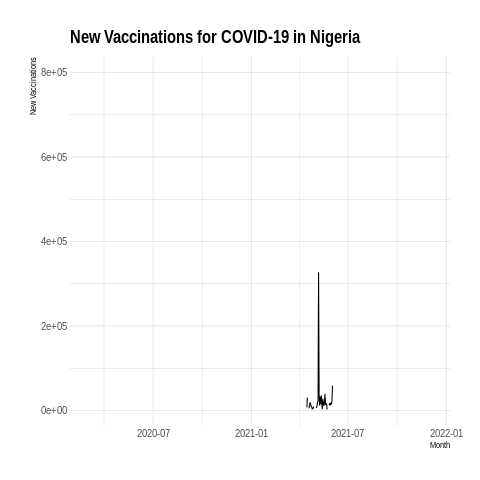 New Vaccinations for COVID-19 in Nigeria
New Vaccinations
8e+05
6e+05
4e+05
2e+05
0e+00
2020-07 2021-01 2021-07 2022-01
Month